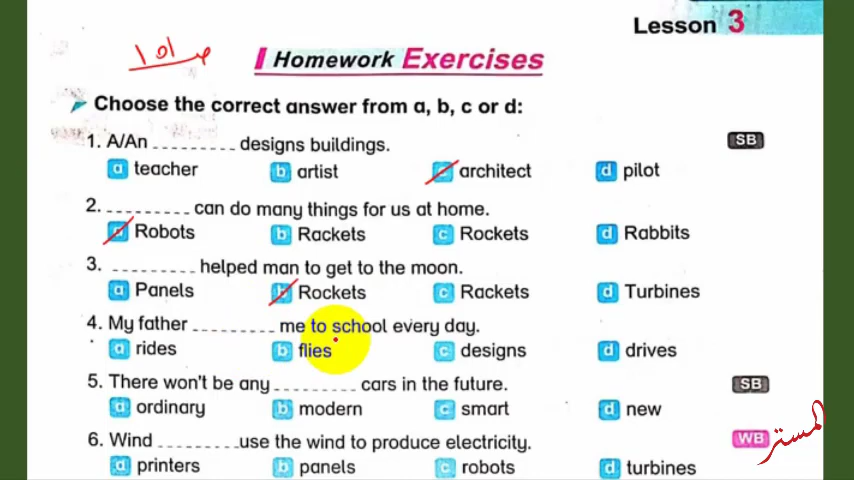 Lesson 3
ص ١٥١
Homework Exercises
Choose the correct answer from a, b, c or d:
1. A/An _ _ _ _ _ _ _ _ _ designs buildings. SB
a teacher b artist c architect d pilot
2. _ _ _ _ _ _ _ _ _ can do many things for us at home.
a Robots b Rackets c Rockets d Rabbits
3. _ _ _ _ _ _ _ _ _ helped man to get to the moon.
a Panels b Rockets c Rackets d Turbines
4. My father _ _ _ _ _ _ _ _ _ me to school every day.
a rides b flies c designs d drives
5. There won't be any _ _ _ _ _ _ _ _ _ cars in the future. SB
a ordinary b modern c smart d new
6. Wind _ _ _ _ _ _ _ _ _ use the wind to produce electricity. WB
a printers b panels c robots d turbines
المستر